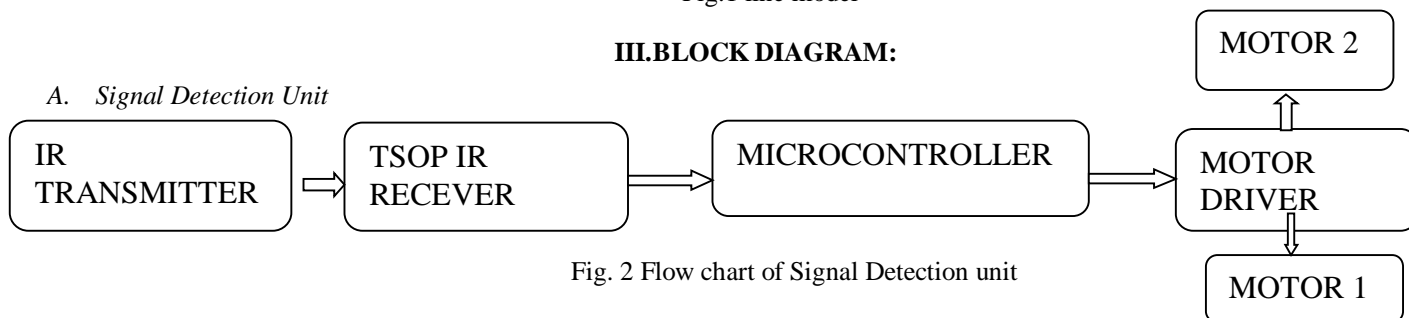 Fig.1 line model
III.BLOCK DIAGRAM:
A. Signal Detection Unit
IR
TRANSMITTER
TSOP IR
RECEVER
MICROCONTROLLER
MOTOR
DRIVER
MOTOR 2
MOTOR 1
Fig. 2 Flow chart of Signal Detection unit